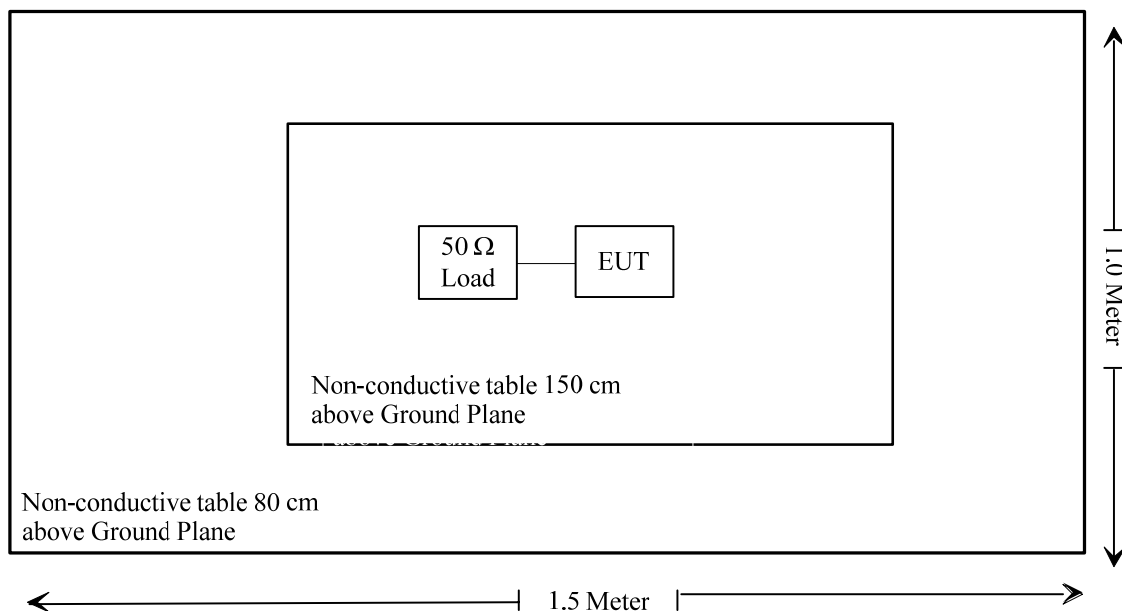 50 Ω
Load
EUT
1.0 Meter
Non-conductive table 150 cm
above Ground Plane
Non-conductive table 80 cm
above Ground Plane
1.5 Meter